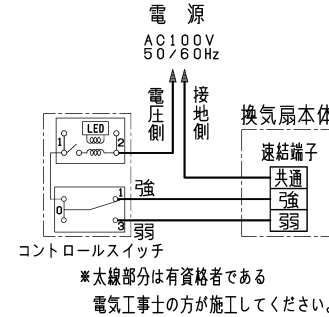 電 源
AC100V
50/60Hz
電圧側
接地側
換気扇本体
LED
速結端子
1
2
共通
強
1
強
0
弱
3
弱
コントロールスイッチ
※太線部分は有資格者である
電気工事士の方が施工してください。